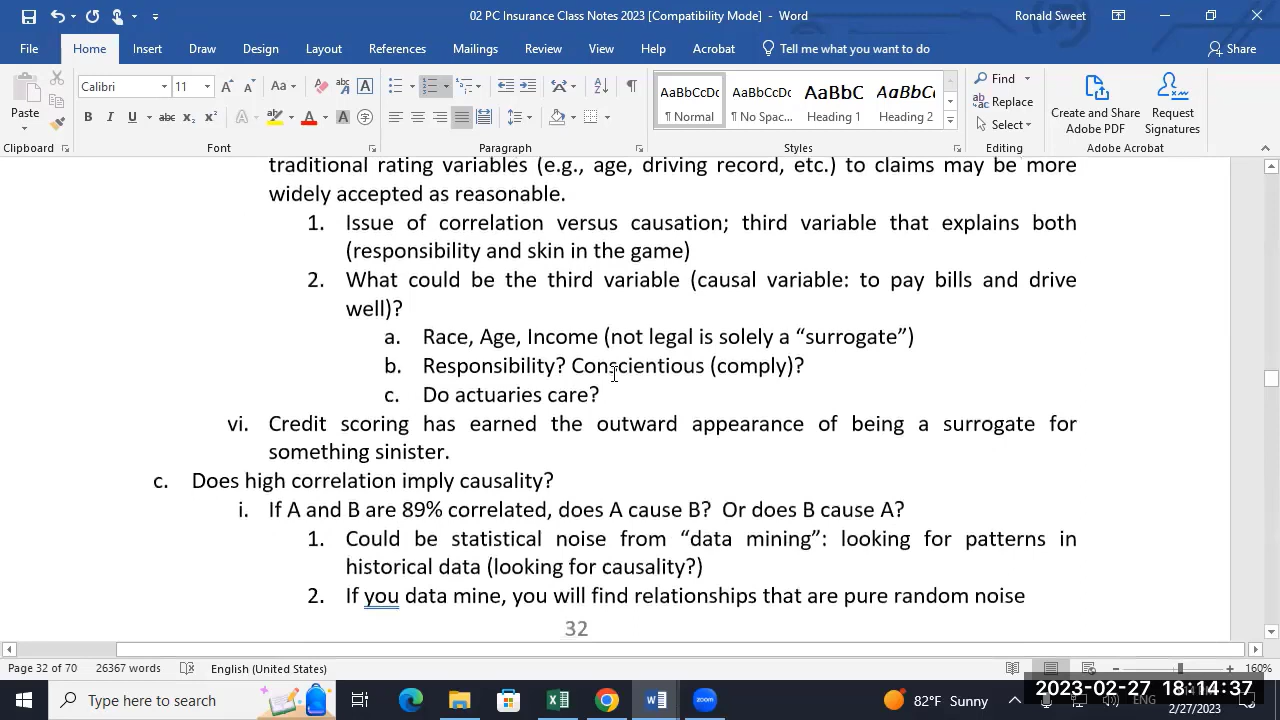 02 PC Insurance Class Notes 2023 [Compatibility Mode] - Word
Ronald Sweet
File Home Insert Draw Design Layout References Mailings Review View Help Acrobat Tell me what you want to do Share
Calibri 11
Paste
Clipboard
Font
Paragraph
AaBbCcDc AaBbCcDc AaBbC AaBbC
¶ Normal ¶ No Spac... Heading 1 Heading 2
Styles
Find
Replace
Select
Editing
Create and Share Adobe PDF
Request Signatures
Adobe Acrobat
traditional rating variables (e.g., age, driving record, etc.) to claims may be more
widely accepted as reasonable.
1. Issue of correlation versus causation; third variable that explains both
(responsibility and skin in the game)
2. What could be the third variable (causal variable: to pay bills and drive
well)?
a. Race, Age, Income (not legal is solely a “surrogate”)
b. Responsibility? Conscientious (comply)?
c. Do actuaries care?
vi. Credit scoring has earned the outward appearance of being a surrogate for
something sinister.
c. Does high correlation imply causality?
i. If A and B are 89% correlated, does A cause B? Or does B cause A?
1. Could be statistical noise from “data mining”: looking for patterns in
historical data (looking for causality?)
2. If you data mine, you will find relationships that are pure random noise
32
Page 32 of 70 26367 words English (United States) 160%
Type here to search
zoom
82°F Sunny
ENG
2023-02-27 18:14:37
2/27/2023